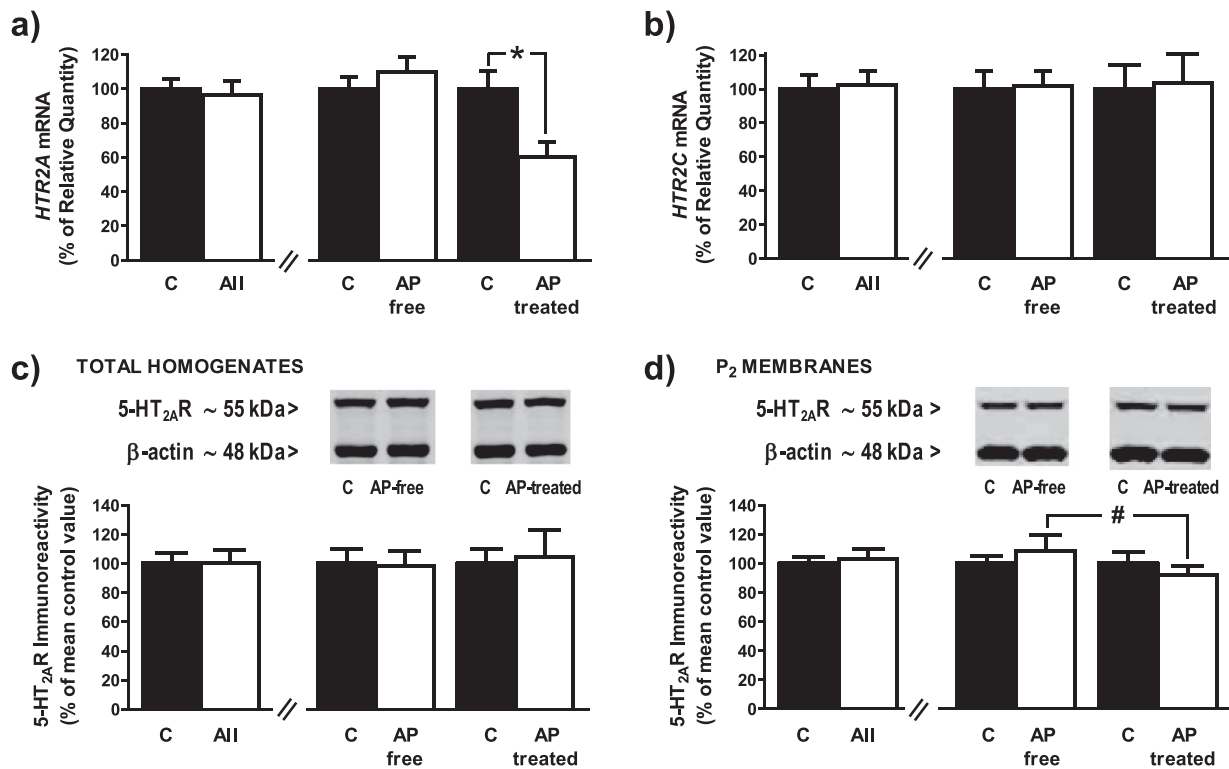 a)
HTR2A mRNA
(% of Relative Quantity)
120
100
80
60
40
20
0
*
C All C AP free C AP treated
b)
HTR2C mRNA
(% of Relative Quantity)
120
100
80
60
40
20
0
C All C AP free C AP treated
c) TOTAL HOMOGENATES
5-HT2AR ~ 55 kDa >
β-actin ~ 48 kDa >
C AP-free C AP-treated
5-HT2AR Immunoreactivity
(% of mean control value)
140
120
100
80
60
40
20
0
C All C AP free C AP treated
d) P2 MEMBRANES
5-HT2AR ~ 55 kDa >
β-actin ~ 48 kDa >
C AP-free C AP-treated
5-HT2AR Immunoreactivity
(% of mean control value)
140
120
100
80
60
40
20
0
#
C All C AP free C AP treated